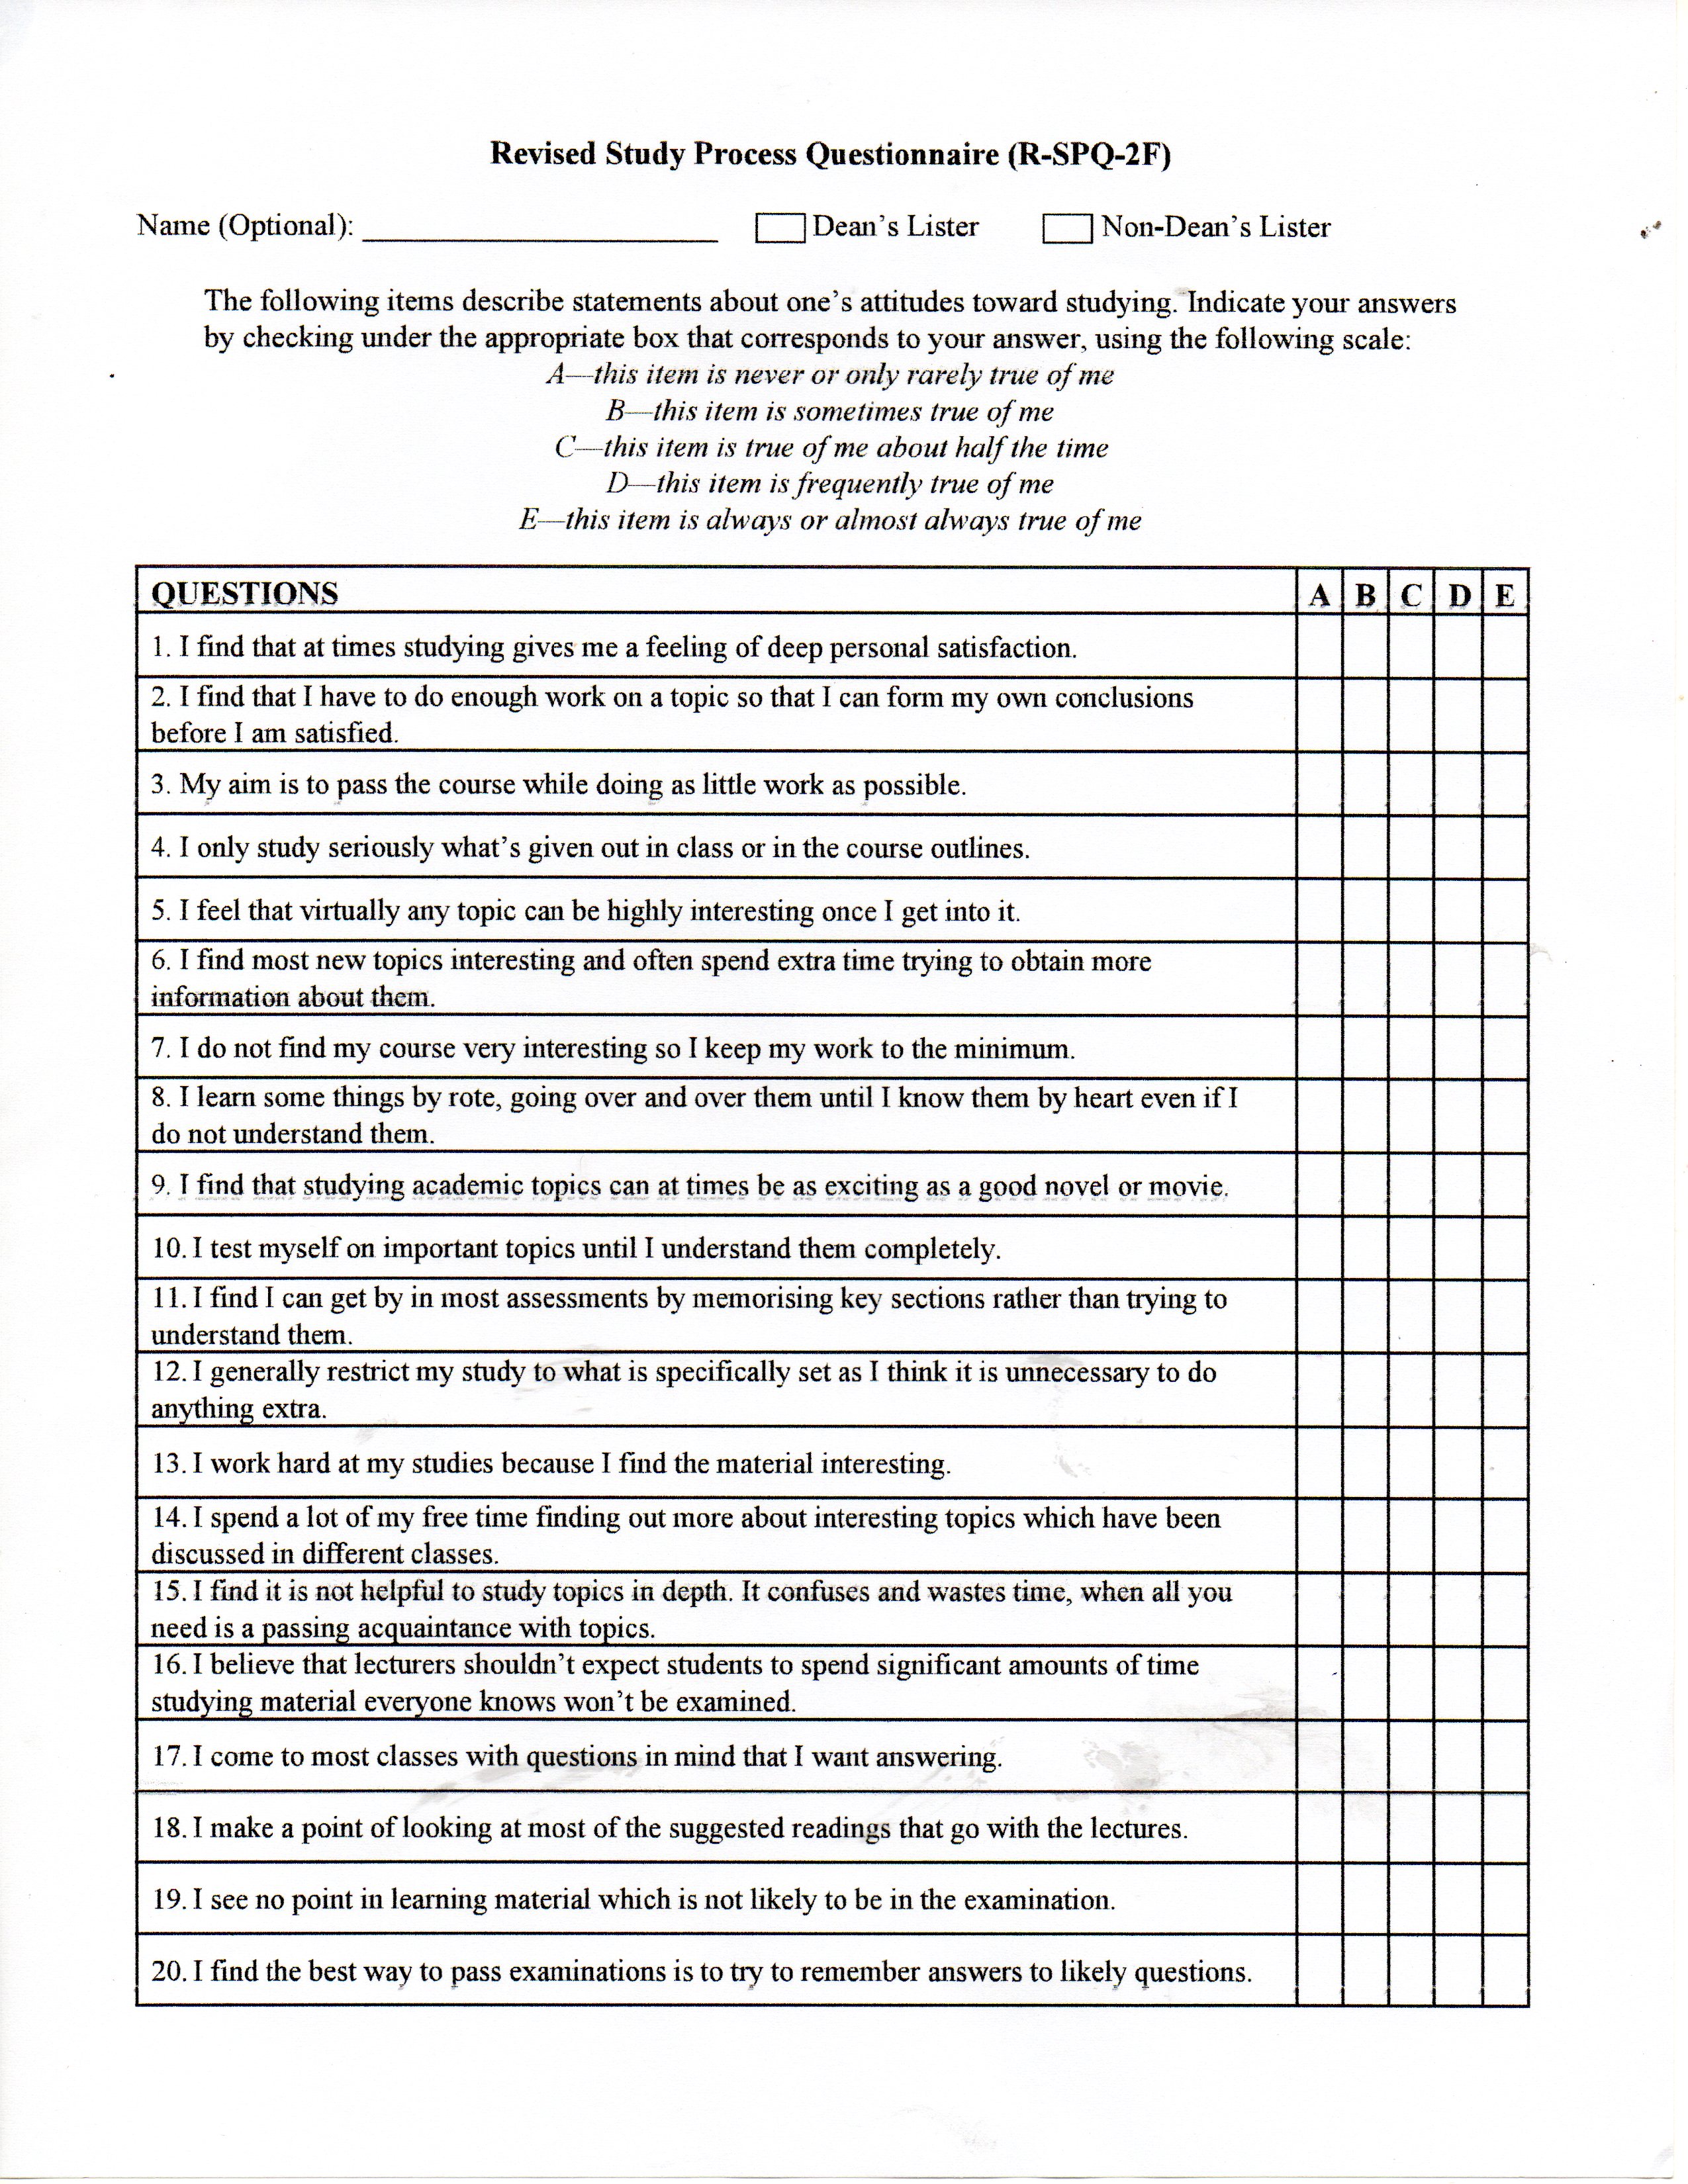 Revised Study Process Questionnaire (R-SPQ-2F)
Name (Optional): ______________________ Dean's Lister Non-Dean's Lister
The following items describe statements about one's attitudes toward studying. Indicate your answers
by checking under the appropriate box that corresponds to your answer, using the following scale:
A—this item is never or only rarely true of me
B—this item is sometimes true of me
C—this item is true of me about half the time
D—this item is frequently true of me
E—this item is always or almost always true of me
QUESTIONS A B C D E
1. I find that at times studying gives me a feeling of deep personal satisfaction.
2. I find that I have to do enough work on a topic so that I can form my own conclusions
before I am satisfied.
3. My aim is to pass the course while doing as little work as possible.
4. I only study seriously what's given out in class or in the course outlines.
5. I feel that virtually any topic can be highly interesting once I get into it.
6. I find most new topics interesting and often spend extra time trying to obtain more
information about them.
7. I do not find my course very interesting so I keep my work to the minimum.
8. I learn some things by rote, going over and over them until I know them by heart even if I
do not understand them.
9. I find that studying academic topics can at times be as exciting as a good novel or movie.
10. I test myself on important topics until I understand them completely.
11. I find I can get by in most assessments by memorising key sections rather than trying to
understand them.
12. I generally restrict my study to what is specifically set as I think it is unnecessary to do
anything extra.
13. I work hard at my studies because I find the material interesting.
14. I spend a lot of my free time finding out more about interesting topics which have been
discussed in different classes.
15. I find it is not helpful to study topics in depth. It confuses and wastes time, when all you
need is a passing acquaintance with topics.
16. I believe that lecturers shouldn't expect students to spend significant amounts of time
studying material everyone knows won't be examined.
17. I come to most classes with questions in mind that I want answering.
18. I make a point of looking at most of the suggested readings that go with the lectures.
19. I see no point in learning material which is not likely to be in the examination.
20. I find the best way to pass examinations is to try to remember answers to likely questions.